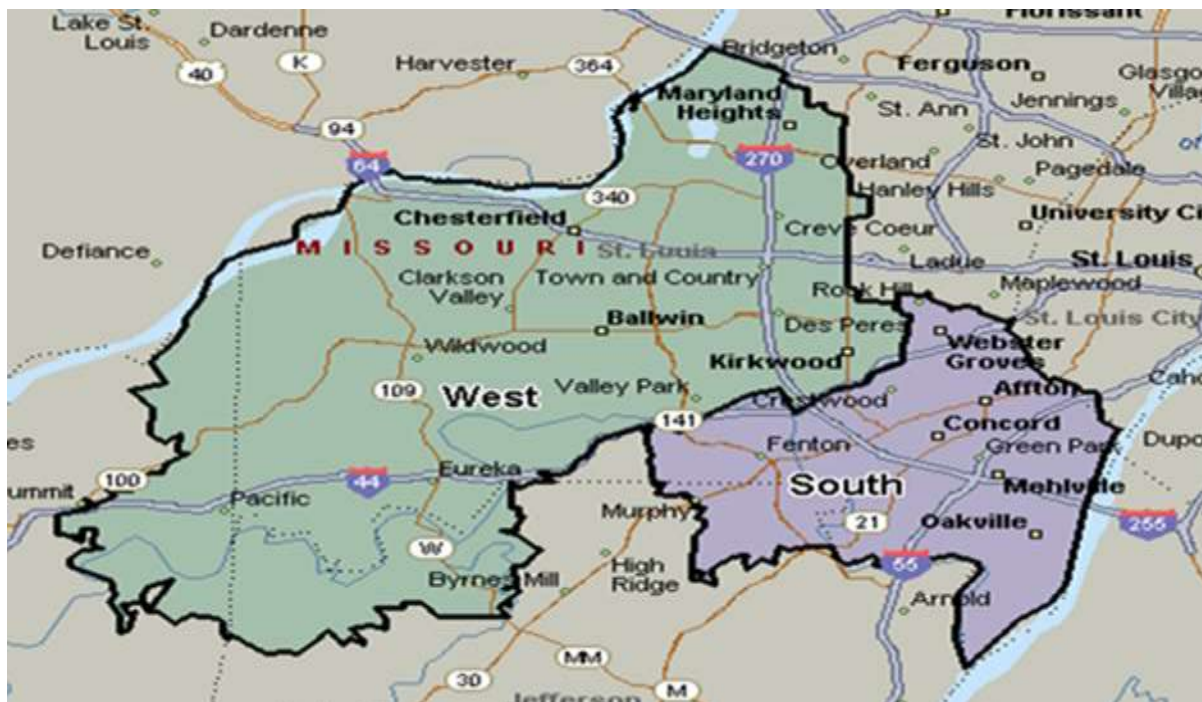 Florissant
Lake St.
Louis
Dardenne
K
40
Harvester
364
Bridgeton
Ferguson
Maryland
Heights
St. Ann
Jennings
Village
94
64
270
St. John
Overland
Pagedale
Hanley Hills
340
Chesterfield
University
Creve Coeur
Defiance
MISSOURI
St. Louis
Ladue
St. Louis
Clarkson
Valley
Town and Country
Rock Hill
Maplewood
Ballwin
Des Peres
St. Louis City
Webster
Groves
Wildwood
Kirkwood
109
West
Valley Park
Crestwood
Affton
141
Concord
Fenton
Green Park
100
44
Eureka
Pacific
South
Mehlville
Murphy
21
Oakville
255
W
High
Ridge
55
Byrnes Mill
Arnold
MM
30
M
Jefferson